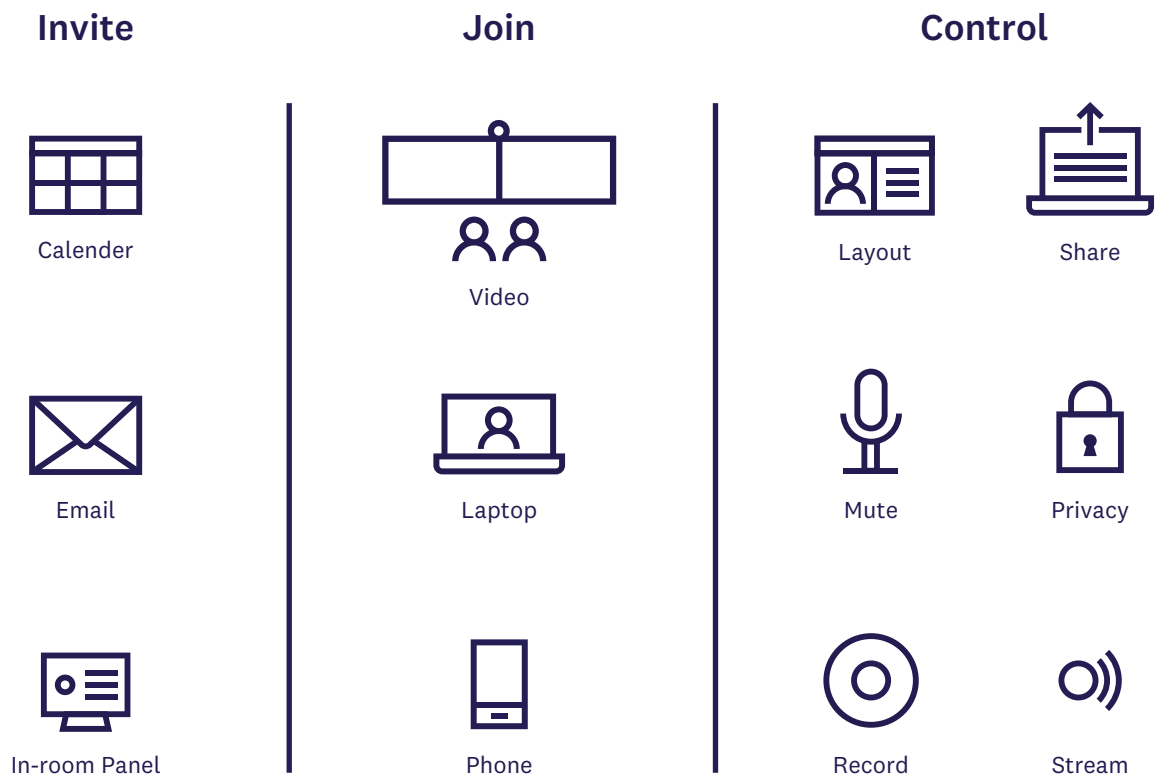 Invite
Calender
Email
In-room Panel
Join
Video
Laptop
Phone
Control
Layout
Share
Mute
Privacy
Record
Stream